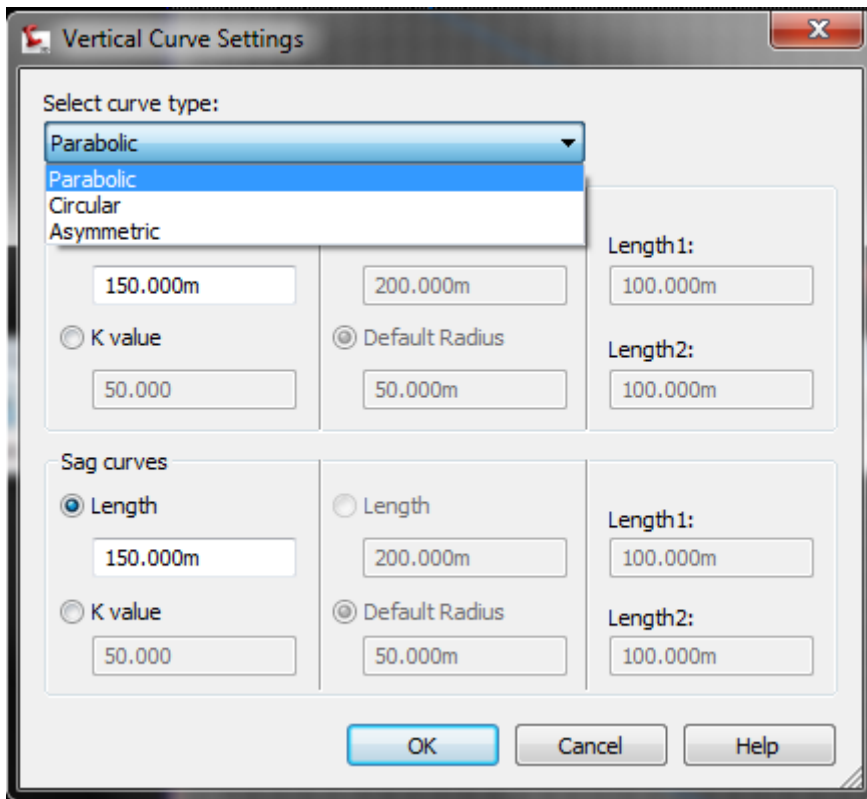 Vertical Curve Settings
Select curve type:
Parabolic
Parabolic
Circular
Asymmetric
Length1:
150.000m 200.000m 100.000m
K value Default Radius Length2:
50.000 50.000m 100.000m
Sag curves
Length Length Length1:
150.000m 200.000m 100.000m
K value Default Radius Length2:
50.000 50.000m 100.000m
OK Cancel Help